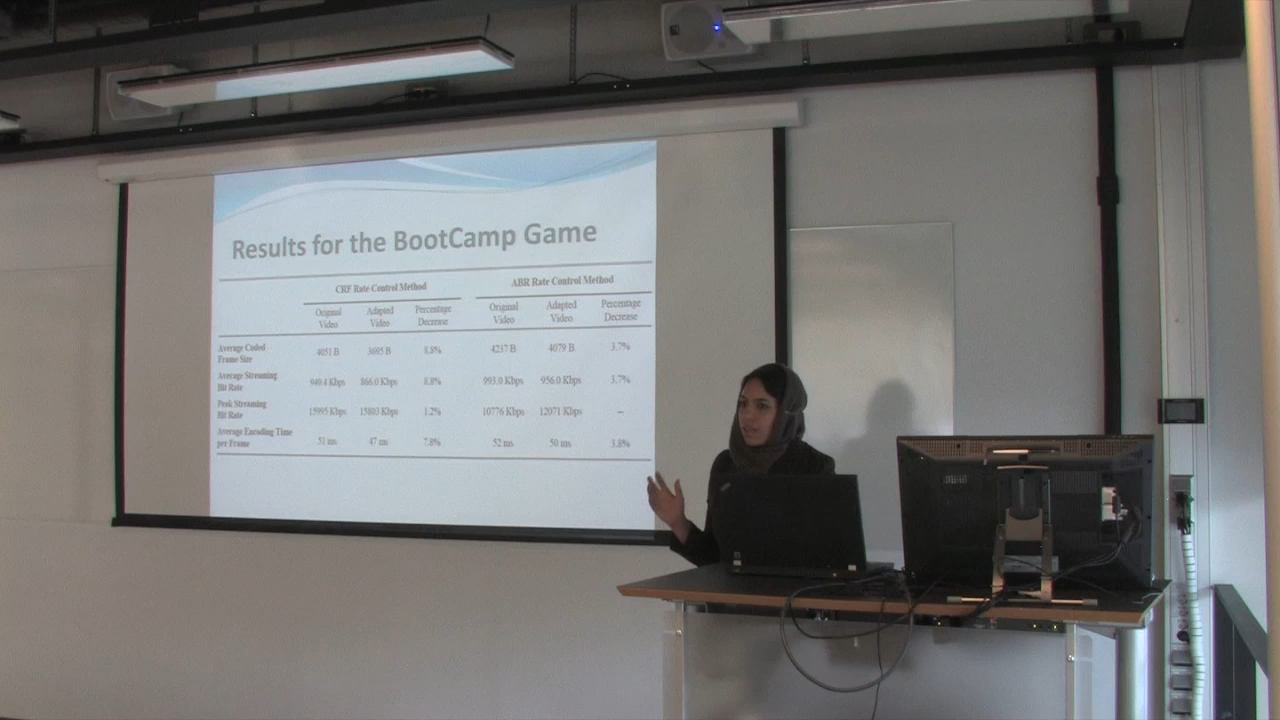 Results for the BootCamp Game
CRF Rate Control Method ABR Rate Control Method
Original Video Adapted Video Percentage Decrease Original Video Adapted Video Percentage Decrease
Average Coded Frame Size 4051 B 3695 B 8.8% 4237 B 4079 B 3.7%
Average Streaming Bit Rate 949.4 Kbps 866.0 Kbps 8.8% 993.0 Kbps 956.0 Kbps 3.7%
Peak Streaming Bit Rate 15995 Kbps 15803 Kbps 1.2% 10776 Kbps 12071 Kbps --
Average Encoding Time per Frame 51 ms 47 ms 7.8% 52 ms 50 ms 3.8%